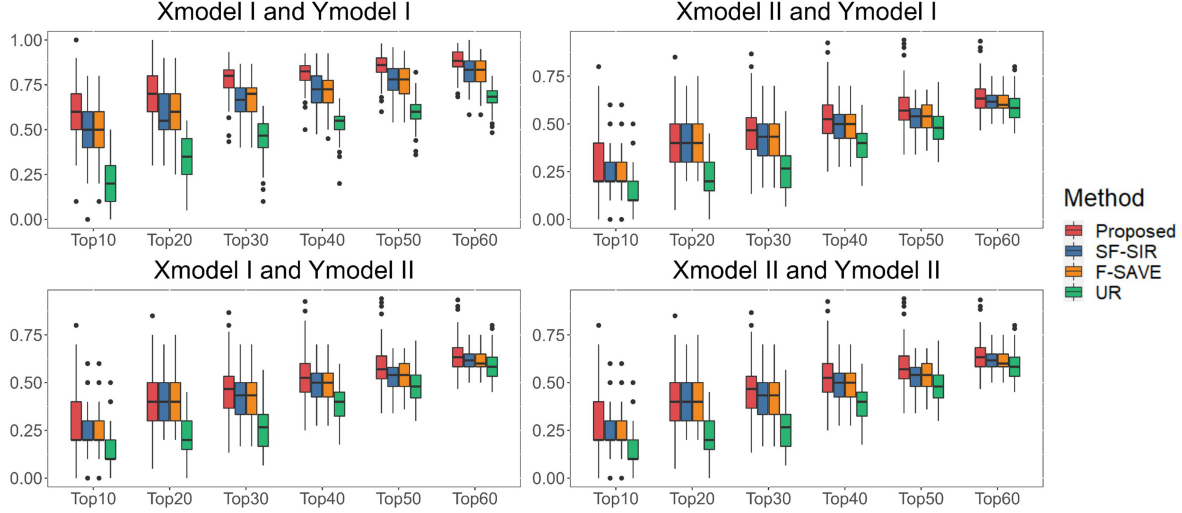 Xmodel I and Ymodel I
1.00
0.75
0.50
0.25
0.00
Top10 Top20 Top30 Top40 Top50 Top60
Xmodel II and Ymodel I
0.75
0.50
0.25
0.00
Top10 Top20 Top30 Top40 Top50 Top60
Xmodel I and Ymodel II
0.75
0.50
0.25
0.00
Top10 Top20 Top30 Top40 Top50 Top60
Xmodel II and Ymodel II
0.75
0.50
0.25
0.00
Top10 Top20 Top30 Top40 Top50 Top60
Method
Proposed
SF-SIR
F-SAVE
UR